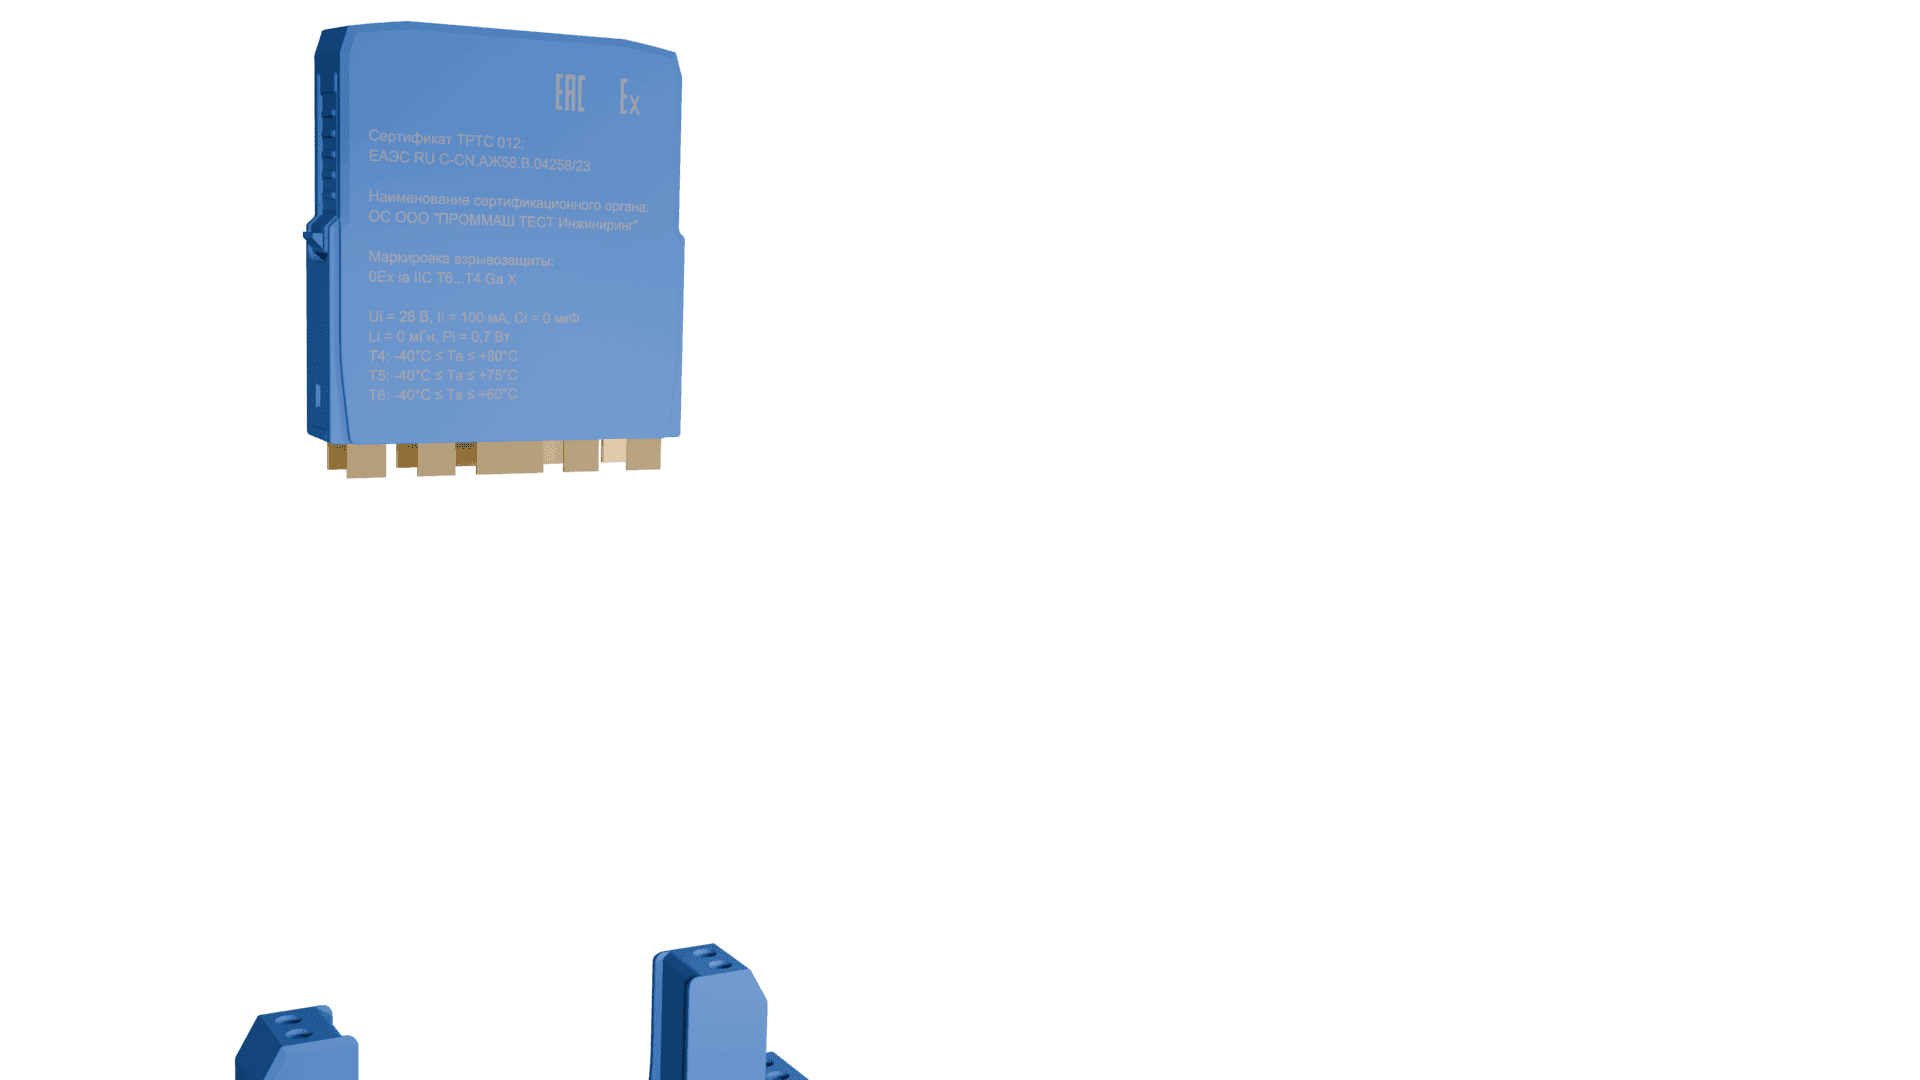 EAC Ex
Сертификат ТРТС 012:
ЕАЭС RU C-CN.АЖ58.В.04258/23
Наименование сертификационного органа:
ОС ООО "ПРОММАШ ТЕСТ Инжиниринг"
Маркировка взрывозащиты:
0Ex ia IIC T6...T4 Ga X
Ui = 28 В, Ii = 100 мА, Ci = 0 мкФ
Li = 0 мГн, Pi = 0,7 Вт
T4: -40°C ≤ Ta ≤ +80°C
T5: -40°C ≤ Ta ≤ +75°C
T6: -40°C ≤ Ta ≤ +60°C